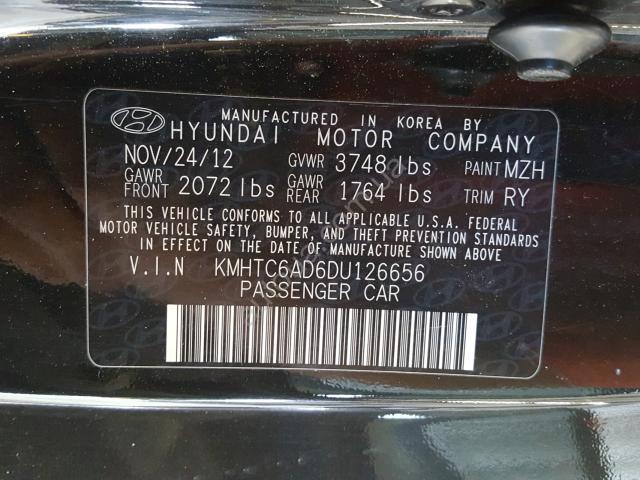 MANUFACTURED IN KOREA BY
HYUNDAI MOTOR COMPANY
NOV/24/12 GVWR 3748 lbs PAINT MZH
GAWR FRONT 2072 lbs GAWR REAR 1764 lbs TRIM RY
THIS VEHICLE CONFORMS TO ALL APPLICABLE U.S.A. FEDERAL
MOTOR VEHICLE SAFETY, BUMPER, AND THEFT PREVENTION STANDARDS
IN EFFECT ON THE DATE OF MANUFACTURE SHOWN ABOVE.
V.I.N KMHTC6AD6DU126656
PASSENGER CAR